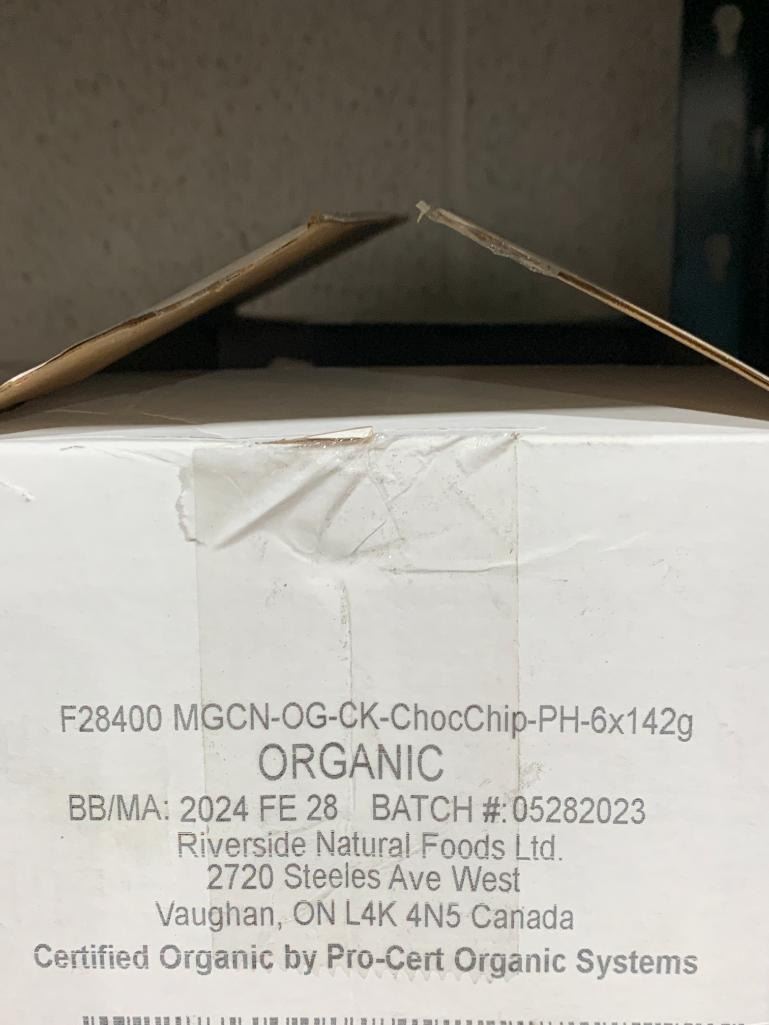 F28400 MGCN-OG-CK-ChocChip-PH-6x142g
ORGANIC
BB/MA: 2024 FE 28 BATCH #: 05282023
Riverside Natural Foods Ltd.
2720 Steeles Ave West
Vaughan, ON L4K 4N5 Canada
Certified Organic by Pro-Cert Organic Systems